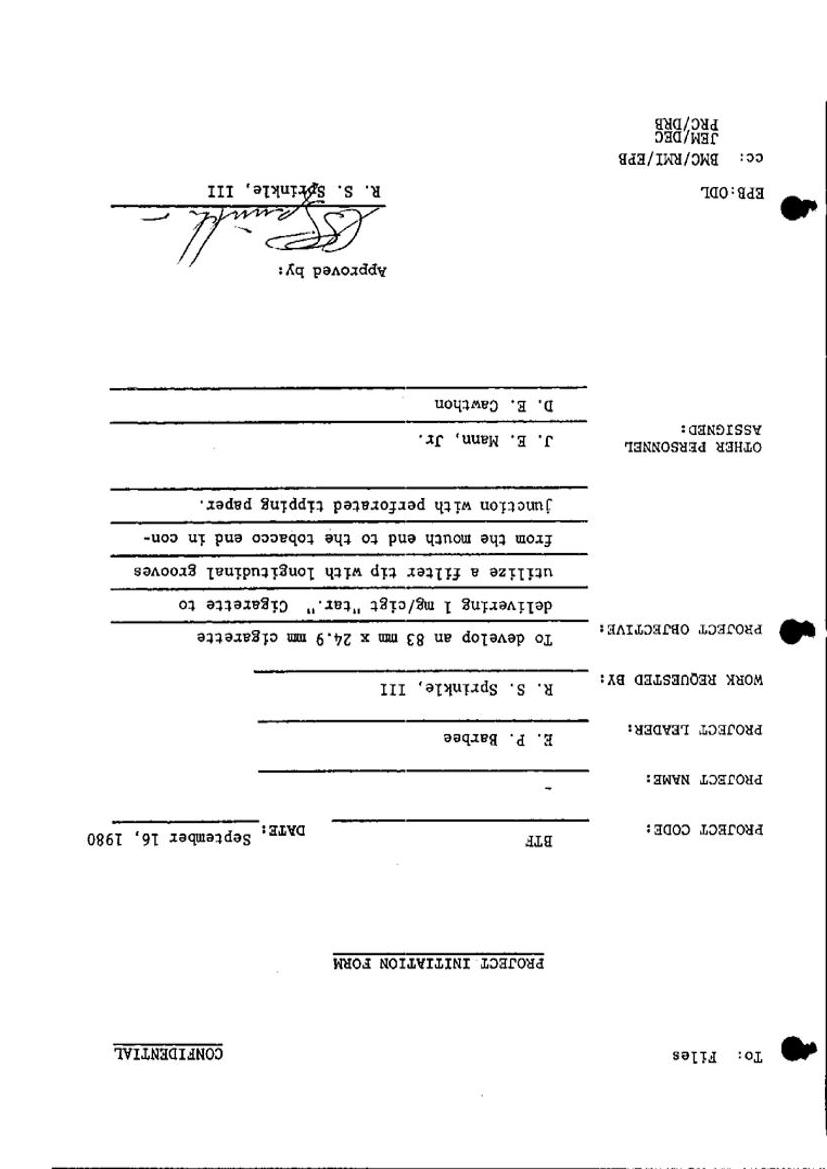 To: Files
CONFIDENTIAL
PROJECT INITIATION FORM
PROJECT CODE: BTF DATE: September 16, 1980
PROJECT NAME: -
PROJECT LEADER: E. P. Barbee
WORK REQUESTED BY: R. S. Sprinkle, III
PROJECT OBJECTIVE: To develop an 83 mm x 24.9 mm cigarette
delivering 1 mg/cigt "tar." Cigarette to
utilize a filter tip with longitudinal grooves
from the mouth end to the tobacco end in con-
junction with perforated tipping paper.
OTHER PERSONNEL
ASSIGNED:
J. E. Mann, Jr.
D. E. Cawthon
Approved by:
R. S. Sprinkle, III
EPB:ODL
cc: BMC/RMI/EPB
JEM/DEC
PRC/DRB